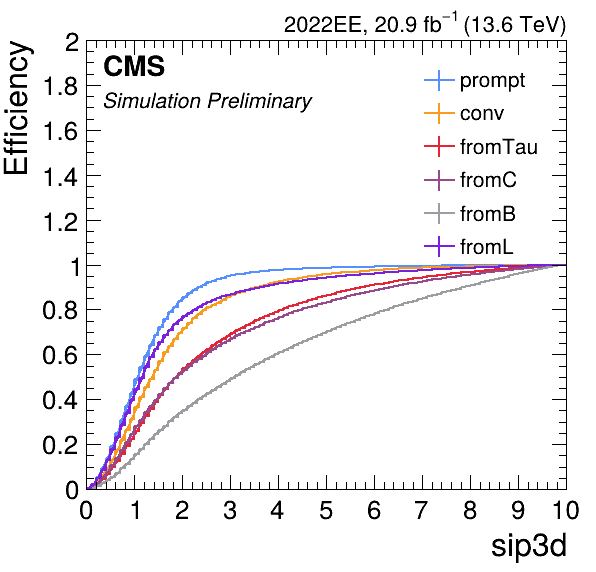 2022EE, 20.9 fb⁻¹ (13.6 TeV)
CMS
Simulation Preliminary
Efficiency
prompt
conv
fromTau
fromC
fromB
fromL
2
1.8
1.6
1.4
1.2
1
0.8
0.6
0.4
0.2
0
0 1 2 3 4 5 6 7 8 9 10
sip3d